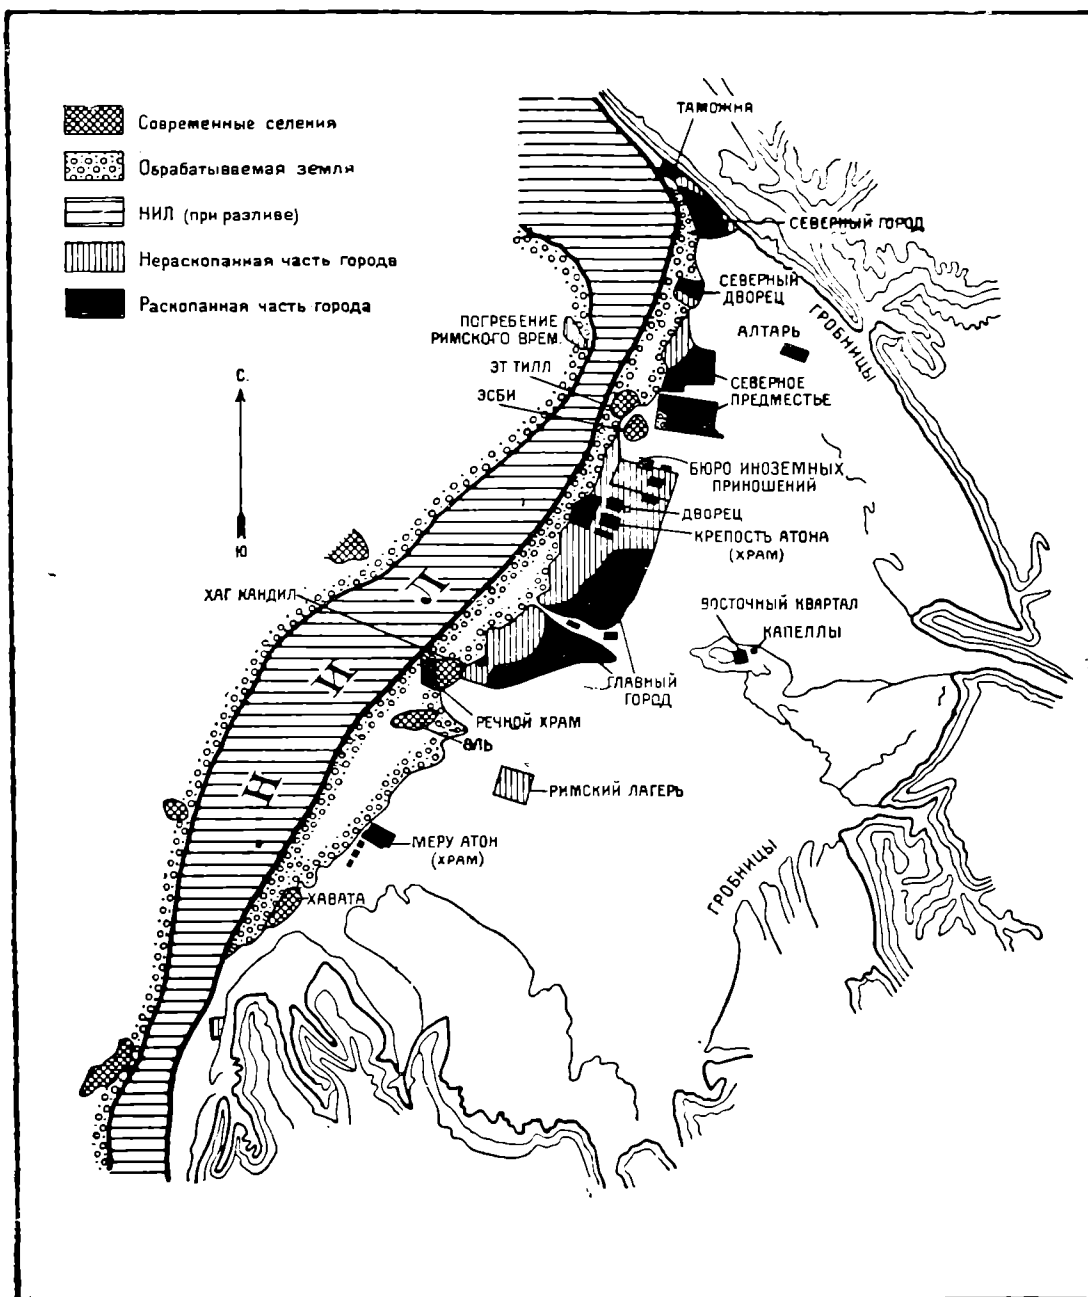 Современные селения
Обрабатываемая земля
НИЛ (при разливе)
Нераскопанная часть города
Раскопанная часть города
С.
Ю
ТАМОЖНЯ
СЕВЕРНЫЙ ГОРОД
СЕВЕРНЫЙ
ДВОРЕЦ
ГРОБНИЦЫ
АЛТАРЬ
ПОГРЕБЕНИЕ
РИМСКОГО ВРЕМ.
ЭТ ТИЛЛ
ЭСБИ
СЕВЕРНОЕ
ПРЕДМЕСТЬЕ
БЮРО ИНОЗЕМНЫХ
ПРИНОШЕНИЙ
ДВОРЕЦ
КРЕПОСТЬ АТОНА
(ХРАМ)
ХАГ КАНДИЛ
НИЛ
ВОСТОЧНЫЙ КВАРТАЛ
КАПЕЛЛЫ
ГЛАВНЫЙ
ГОРОД
РЕЧНОЙ ХРАМ
РИМСКИЙ ЛАГЕРЬ
МЕРУ АТОН
(ХРАМ)
ХАВАТА
ГРОБНИЦЫ